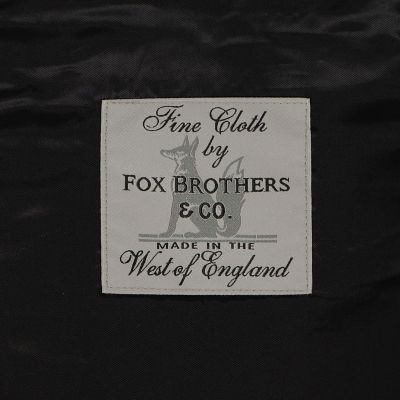 Fine Cloth
by
FOX BROTHERS
& CO.
MADE IN THE
West of England